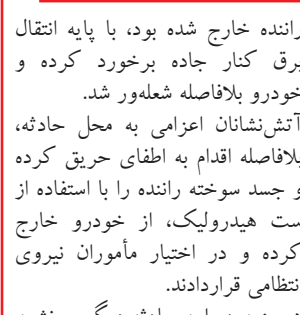 راننده خارج شده بود، با پایه انتقال
برق کنار جاده برخورد کرده و
خودرو بلافاصله شعله‌ور شد.
آتش‌نشانان اعزامی به محل حادثه،
بلافاصله اقدام به اطفای حریق کرده
و جسد سوخته راننده را با استفاده از
ست هیدرولیک، از خودرو خارج
کرده و در اختیار مأموران نیروی
انتظامی قراردادند.